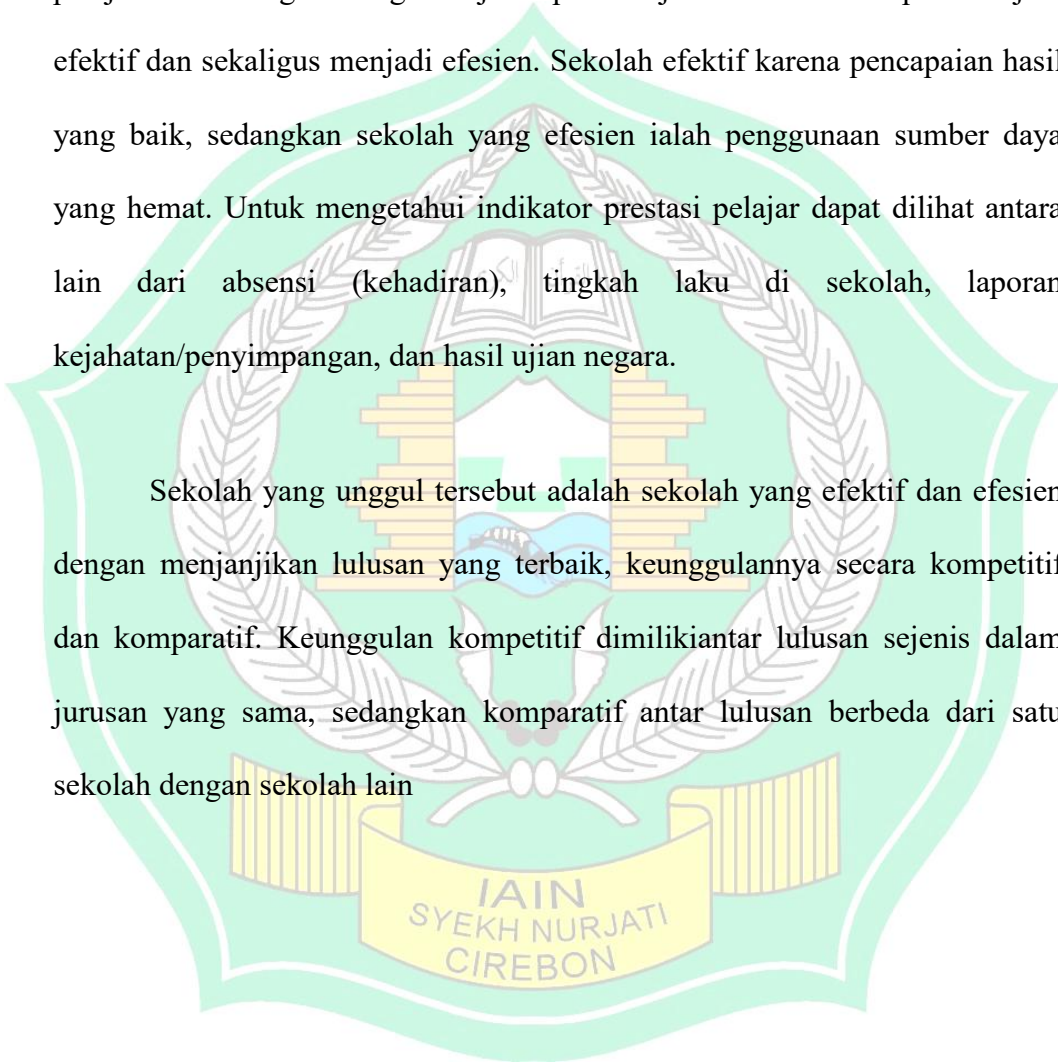 efektif dan sekaligus menjadi efesien. Sekolah efektif karena pencapaian hasil
yang baik, sedangkan sekolah yang efesien ialah penggunaan sumber daya
yang hemat. Untuk mengetahui indikator prestasi pelajar dapat dilihat antara
lain dari absensi (kehadiran), tingkah laku di sekolah, laporan
kejahatan/penyimpangan, dan hasil ujian negara.
Sekolah yang unggul tersebut adalah sekolah yang efektif dan efesien
dengan menjanjikan lulusan yang terbaik, keunggulannya secara kompetitif
dan komparatif. Keunggulan kompetitif dimilikiantar lulusan sejenis dalam
jurusan yang sama, sedangkan komparatif antar lulusan berbeda dari satu
sekolah dengan sekolah lain
IAIN
SYEKH NURJATI
CIREBON